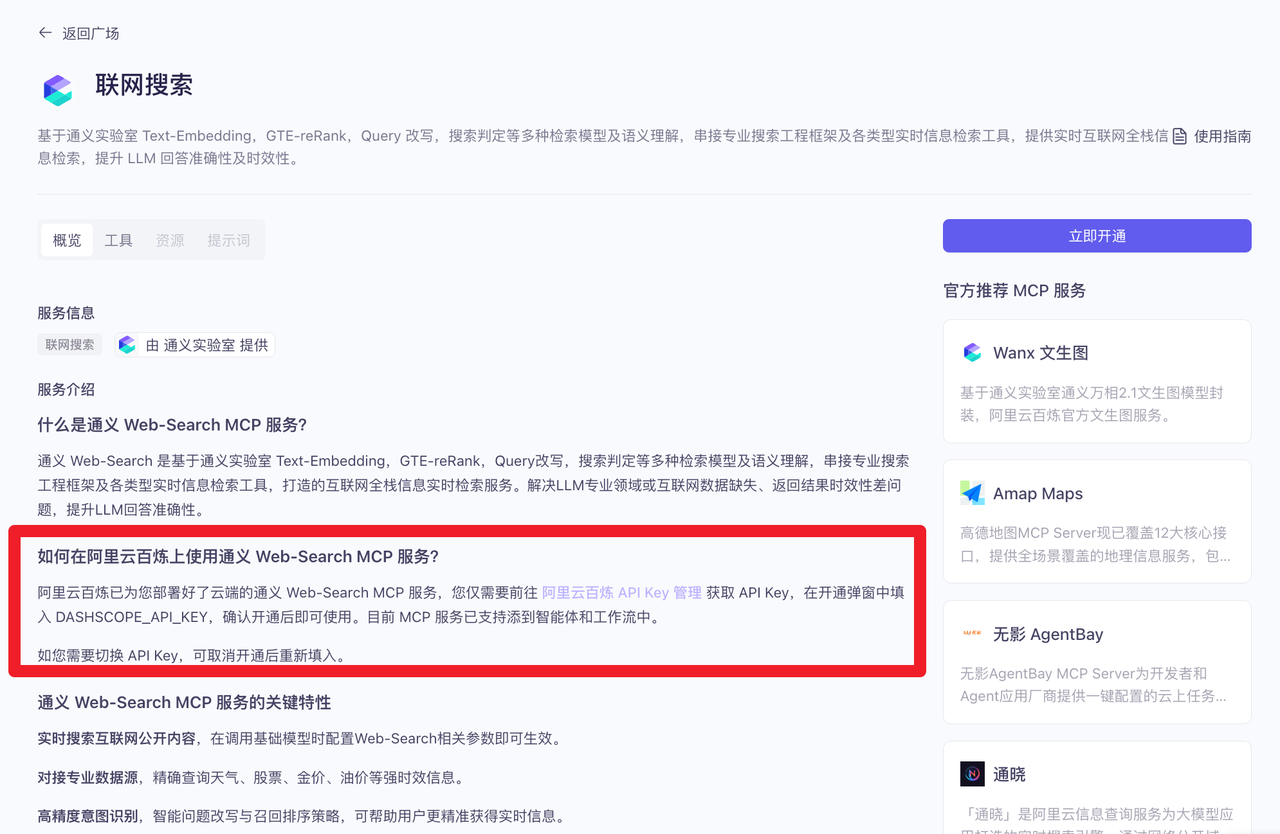 返回广场
联网搜索
基于通义实验室 Text-Embedding，GTE-reRank，Query 改写，搜索判定等多种检索模型及语义理解，串接专业搜索工程框架及各类型实时信息检索工具，提供实时互联网全栈信
息检索，提升 LLM 回答准确性及时效性。
使用指南
概览 工具 资源 提示词
服务信息
联网搜索 由 通义实验室 提供
服务介绍
什么是通义 Web-Search MCP 服务?
通义 Web-Search 是基于通义实验室 Text-Embedding，GTE-reRank，Query改写，搜索判定等多种检索模型及语义理解，串接专业搜索
工程框架及各类型实时信息检索工具，打造的互联网全栈信息实时检索服务。解决LLM专业领域或互联网数据缺失、返回结果时效性差问
题，提升LLM回答准确性。
如何在阿里云百炼上使用通义 Web-Search MCP 服务?
阿里云百炼已为您部署好了云端的通义 Web-Search MCP 服务，您仅需要前往 阿里云百炼 API Key 管理 获取 API Key，在开通弹窗中填
入 DASHSCOPE_API_KEY，确认开通后即可使用。目前 MCP 服务已支持添到智能体和工作流中。
如您需要切换 API Key，可取消开通后重新填入。
通义 Web-Search MCP 服务的关键特性
实时搜索互联网公开内容，在调用基础模型时配置Web-Search相关参数即可生效。
对接专业数据源，精确查询天气、股票、金价、油价等强时效信息。
高精度意图识别，智能问题改写与召回排序策略，可帮助用户更精准获得实时信息。
立即开通
官方推荐 MCP 服务
Wanx 文生图
基于通义实验室通义万相2.1文生图模型封
装，阿里云百炼官方文生图服务。
Amap Maps
高德地图MCP Server现已覆盖12大核心接
口，提供全场景覆盖的地理信息服务，包...
无影 AgentBay
无影AgentBay MCP Server为开发者和
Agent应用厂商提供一键配置的云上任务...
通晓
「通晓」是阿里云信息查询服务为大模型应